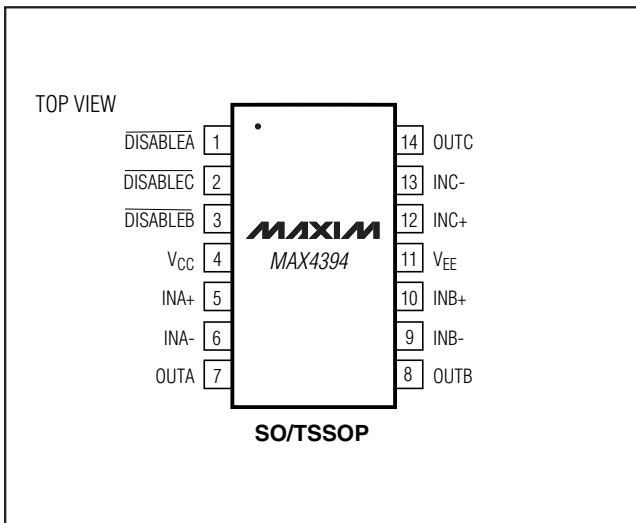 TOP VIEW
DISABLEA 1 14 OUTC
DISABLEC 2 13 INC-
DISABLEB 3 12 INC+
MAXIM
VCC 4 MAX4394 11 VEE
INA+ 5 10 INB+
INA- 6 9 INB-
OUTA 7 8 OUTB
SO/TSSOP